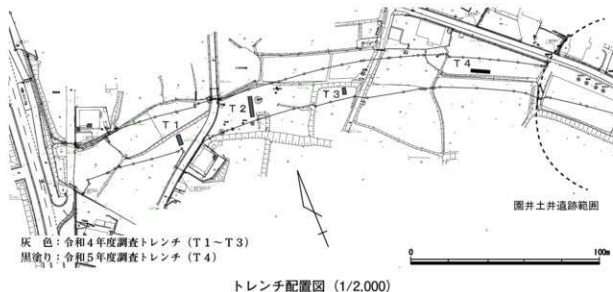 T1
T2
T3
T4
園井土井遺跡範囲
灰　色：令和4年度調査トレンチ（T1～T3）
黒塗り：令和5年度調査トレンチ（T4）
0 100m
トレンチ配置図（1/2,000）